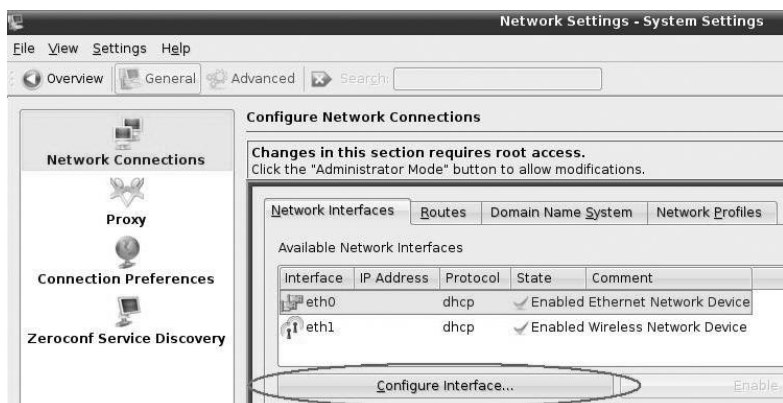 Network Settings - System Settings
File View Settings Help
Overview General Advanced Search:
Network Connections
Proxy
Connection Preferences
Zeroconf Service Discovery
Configure Network Connections
Changes in this section requires root access.
Click the "Administrator Mode" button to allow modifications.
Network Interfaces Routes Domain Name System Network Profiles
Available Network Interfaces
Interface IP Address Protocol State Comment
eth0 dhcp Enabled Ethernet Network Device
eth1 dhcp Enabled Wireless Network Device
Configure Interface... Enable